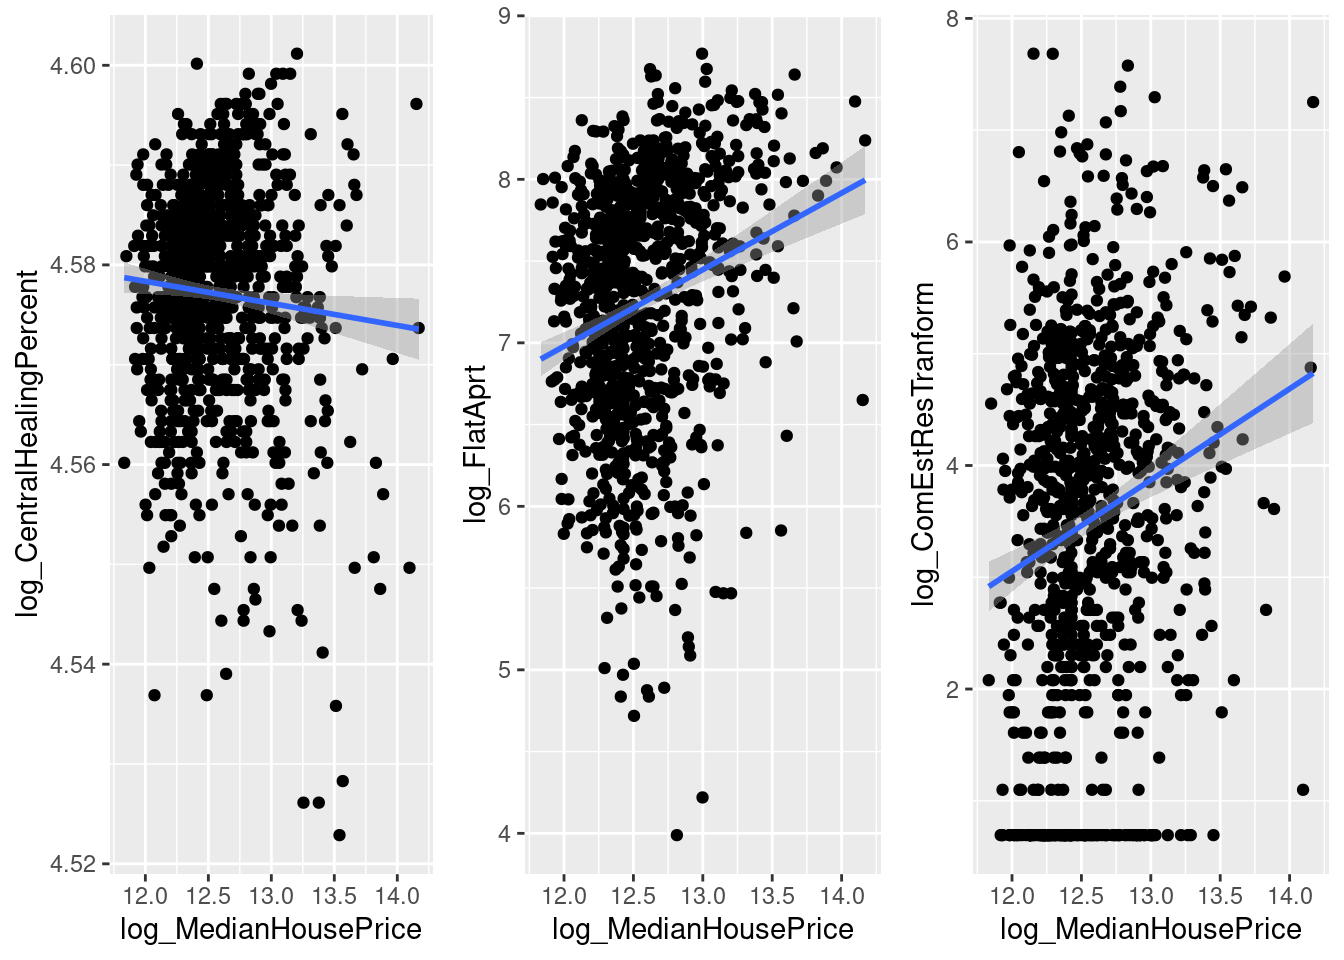 log_CentralHealingPercent
4.60
4.58
4.56
4.54
4.52
12.0 12.5 13.0 13.5 14.0
log_MedianHousePrice
log_FlatAprt
9
8
7
6
5
4
12.0 12.5 13.0 13.5 14.0
log_MedianHousePrice
log_ComEstResTranform
8
6
4
2
12.0 12.5 13.0 13.5 14.0
log_MedianHousePrice